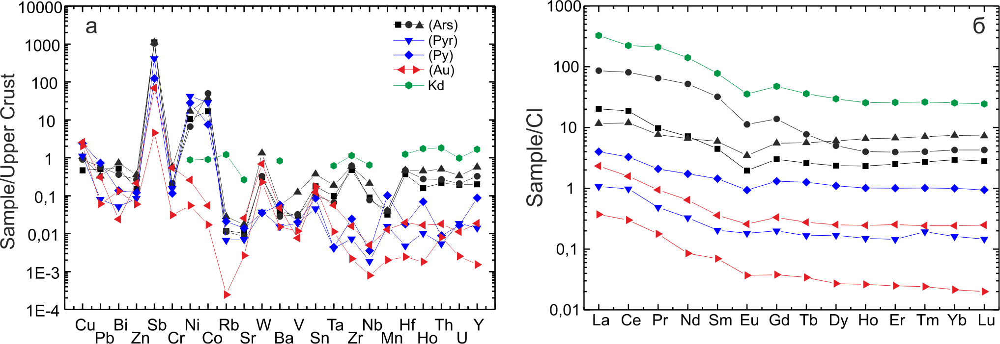 Sample/Upper Crust
10000
1000
100
10
1
0,1
0,01
1E-3
1E-4
а
(Ars)
(Pyr)
(Py)
(Au)
Kd
Cu Bi Sb Ni Rb W V Ta Nb Hf Th Y
Pb Zn Cr Co Sr Ba Sn Zr Mn Ho U
Sample/CI
1000
100
10
1
0,1
0,01
б
La Ce Pr Nd Sm Eu Gd Tb Dy Ho Er Tm Yb Lu